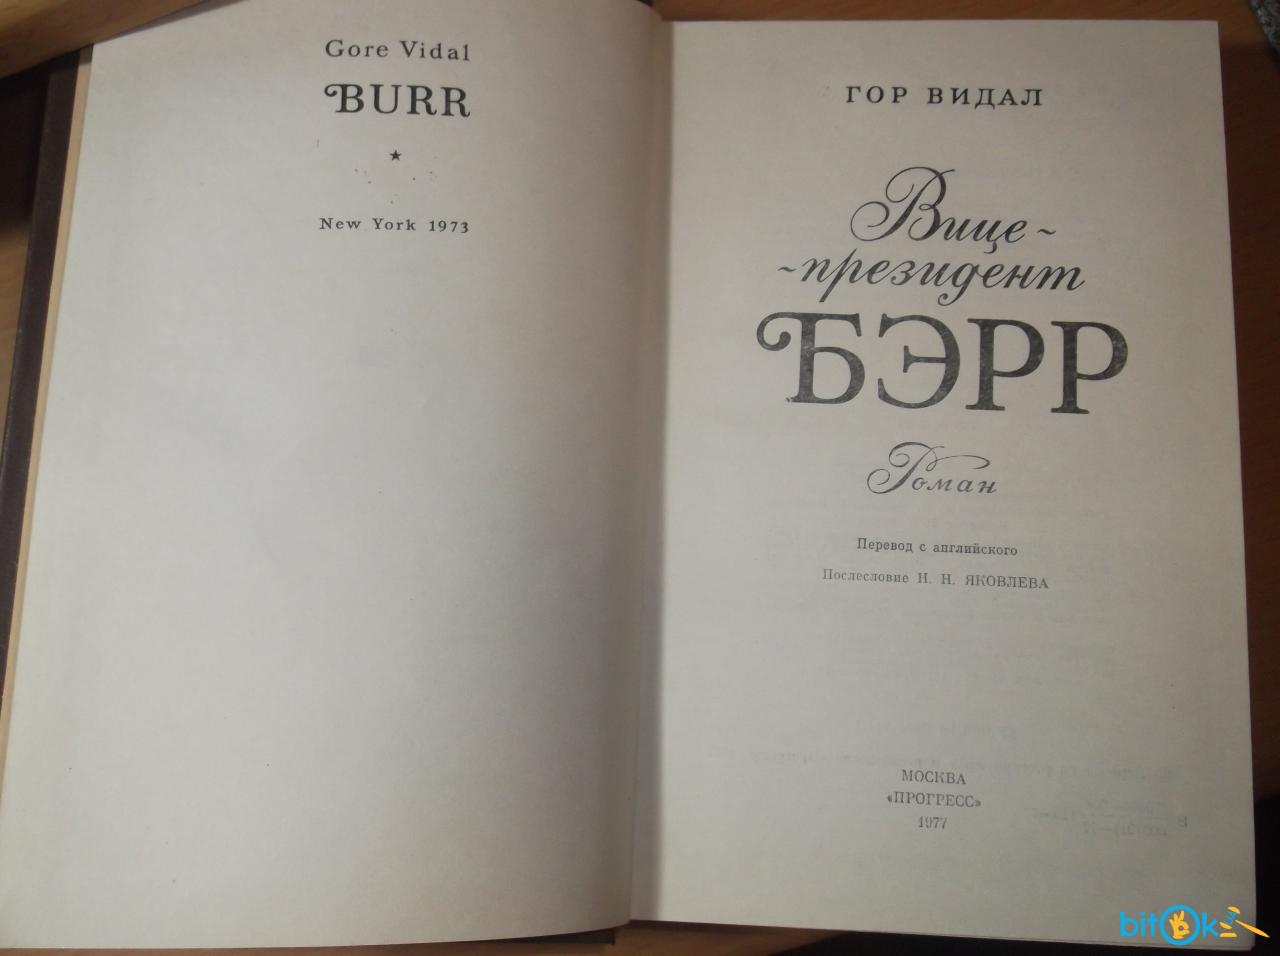 Gore Vidal
BURR
New York 1973
ГОР ВИДАЛ
Вице-
-президент
БЭРР
Роман
Перевод с английского
Послесловие Н. Н. ЯКОВЛЕВА
МОСКВА
«ПРОГРЕСС»
1977
bitok